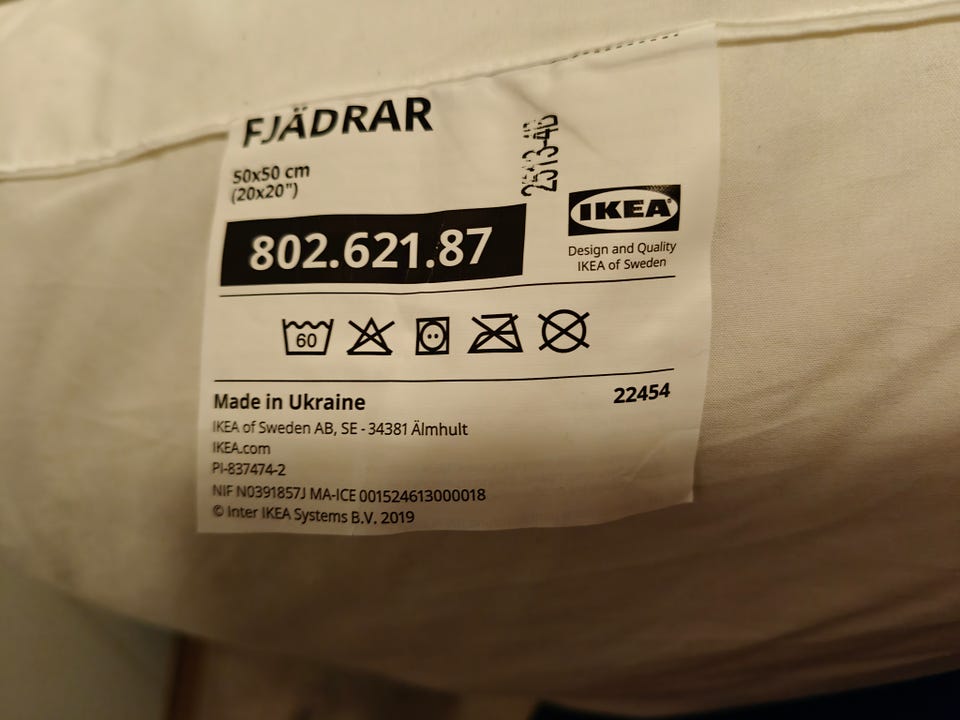 FJÄDRAR
50x50 cm
(20x20")
802.621.87
2513-4B
IKEA
Design and Quality
IKEA of Sweden
60
Made in Ukraine
22454
IKEA of Sweden AB, SE - 34381 Älmhult
IKEA.com
PI-837474-2
NIF N0391857J MA-ICE 001524613000018
© Inter IKEA Systems B.V. 2019